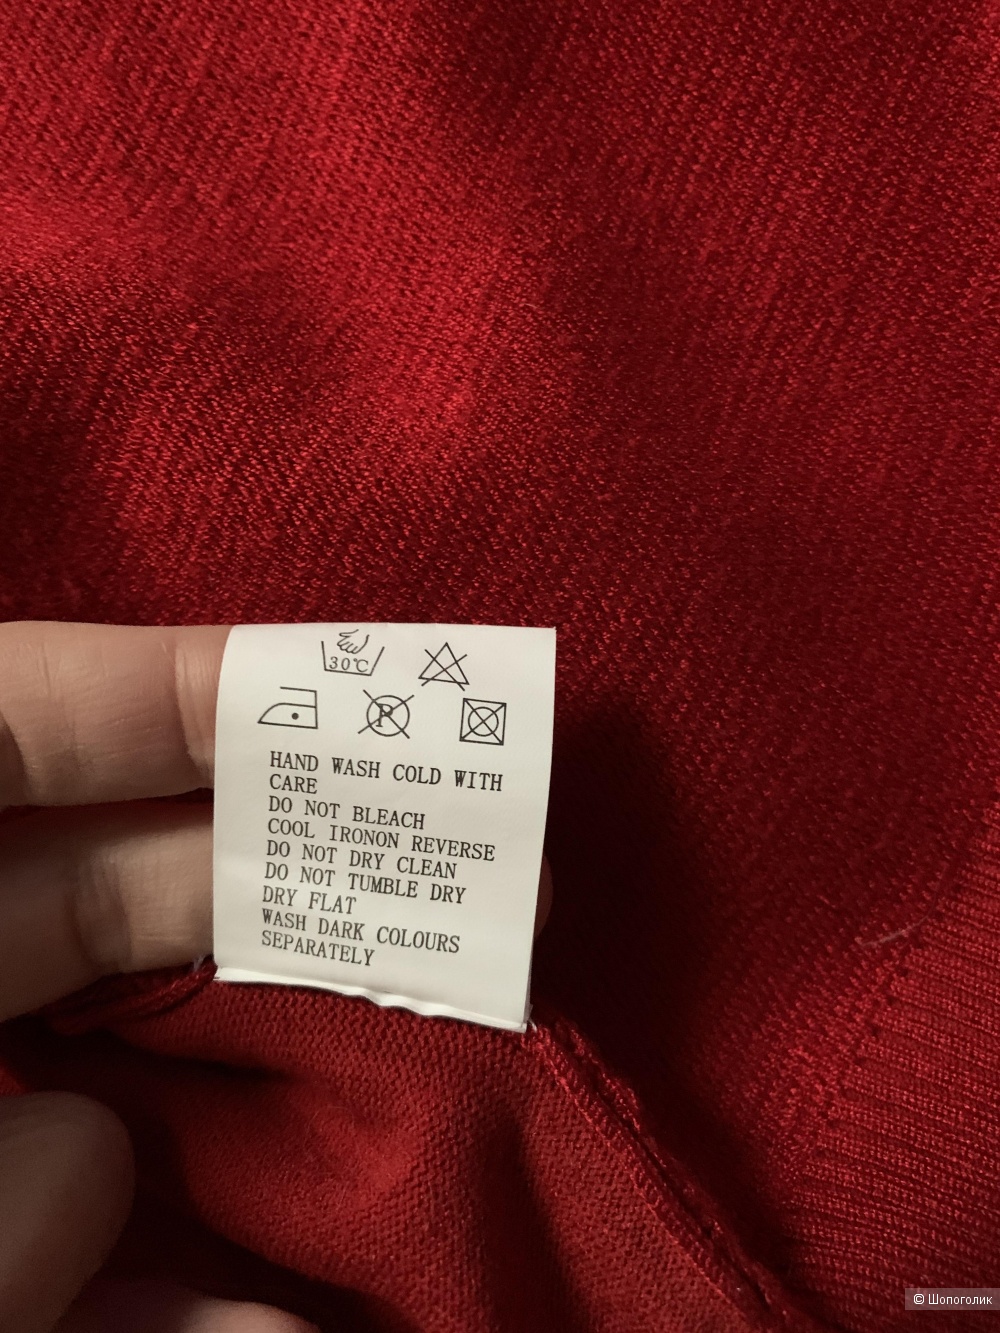 30℃
P
HAND WASH COLD WITH
CARE
DO NOT BLEACH
COOL IRONON REVERSE
DO NOT DRY CLEAN
DO NOT TUMBLE DRY
DRY FLAT
WASH DARK COLOURS
SEPARATELY
© Шопоголик